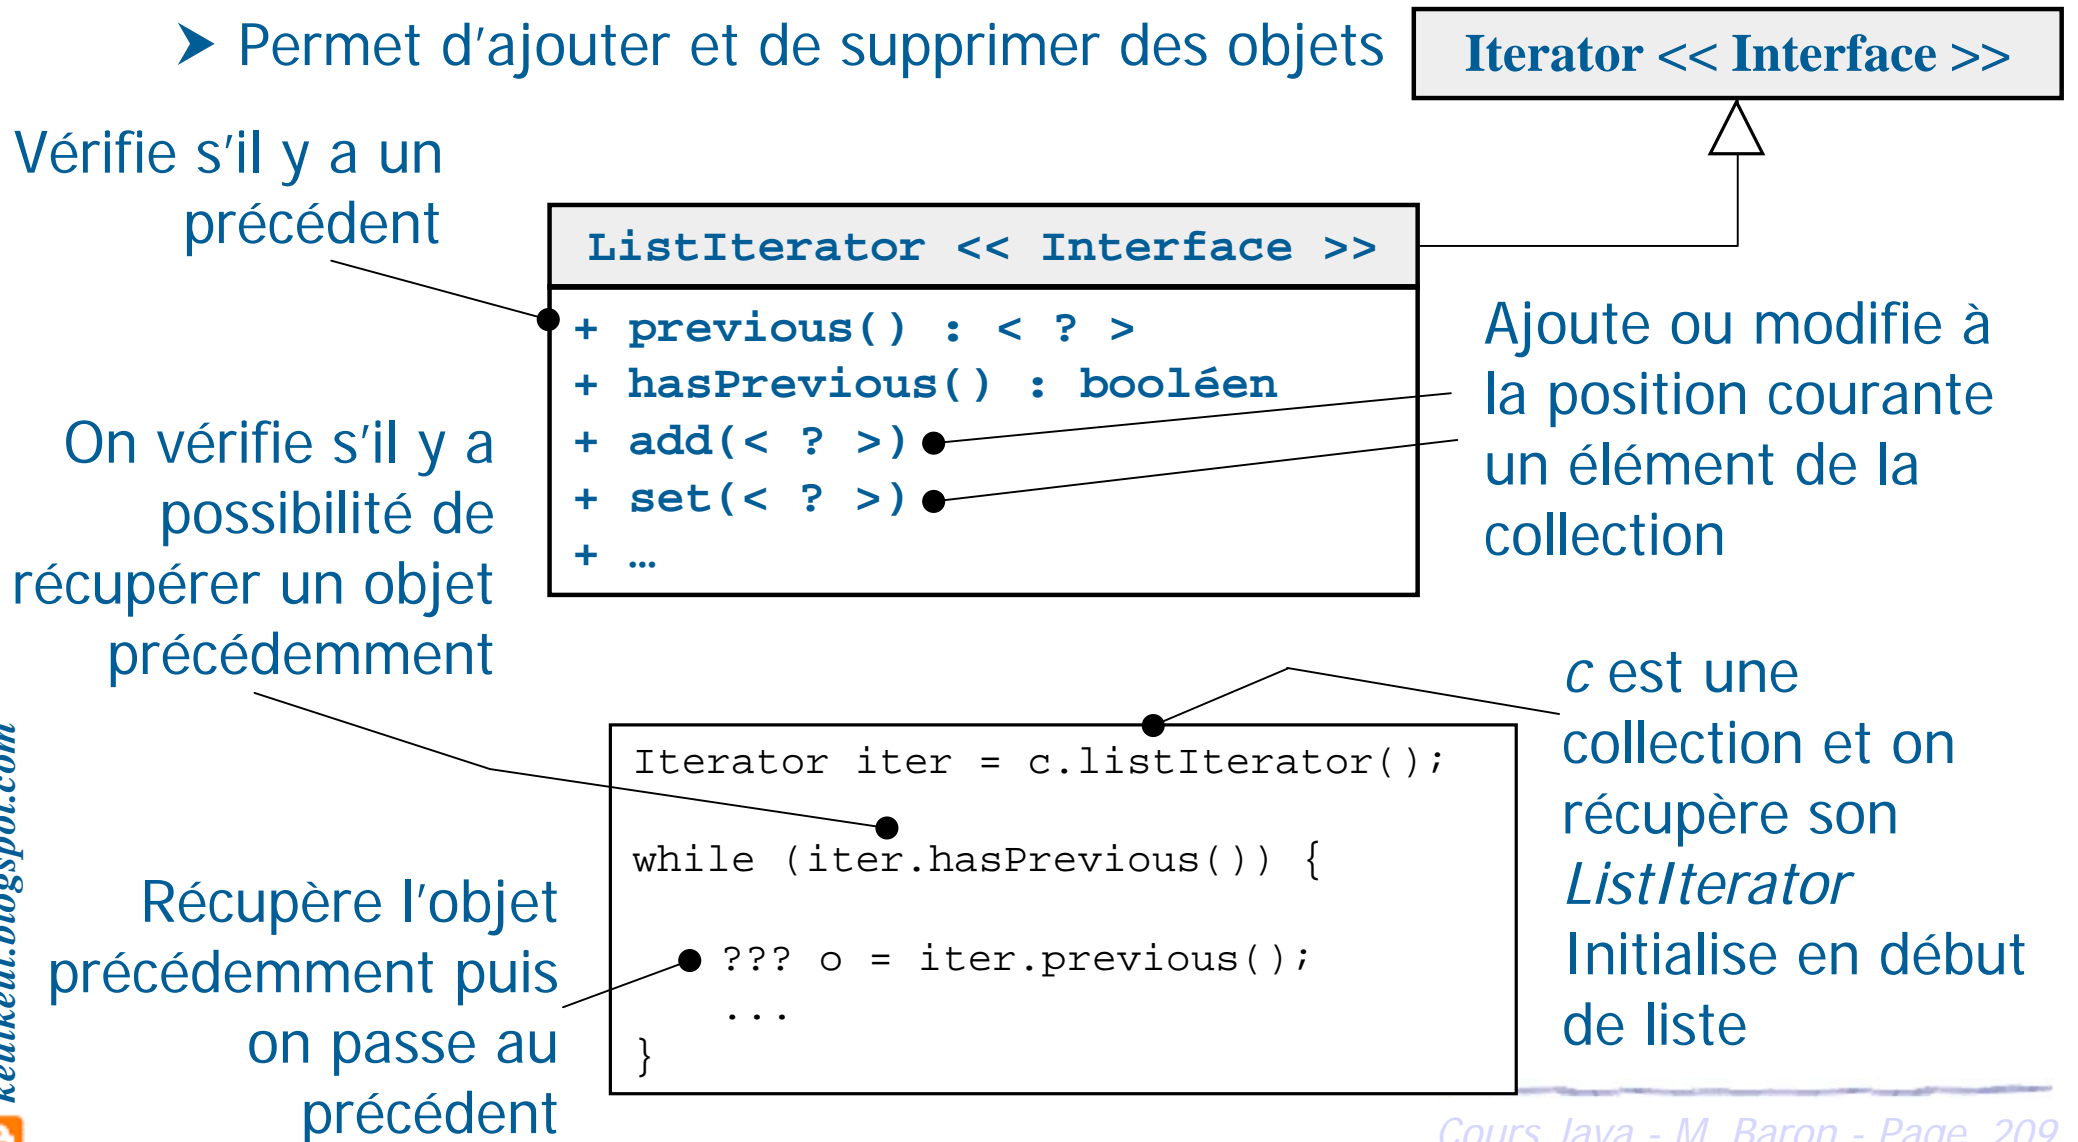 ➤ Permet d'ajouter et de supprimer des objets
Iterator << Interface >>
Vérifie s'il y a un
précédent
ListIterator << Interface >>
+ previous() : < ? >
+ hasPrevious() : booléen
+ add(< ? >)
+ set(< ? >)
+ …
Ajoute ou modifie à
la position courante
un élément de la
collection
On vérifie s'il y a
possibilité de
récupérer un objet
précédemment
Iterator iter = c.listIterator();
while (iter.hasPrevious()) {
??? o = iter.previous();
...
}
c est une
collection et on
récupère son
ListIterator
Initialise en début
de liste
Récupère l'objet
précédemment puis
on passe au
précédent
keulkeul.blogspot.com
Cours Java - M. Baron - Page 209